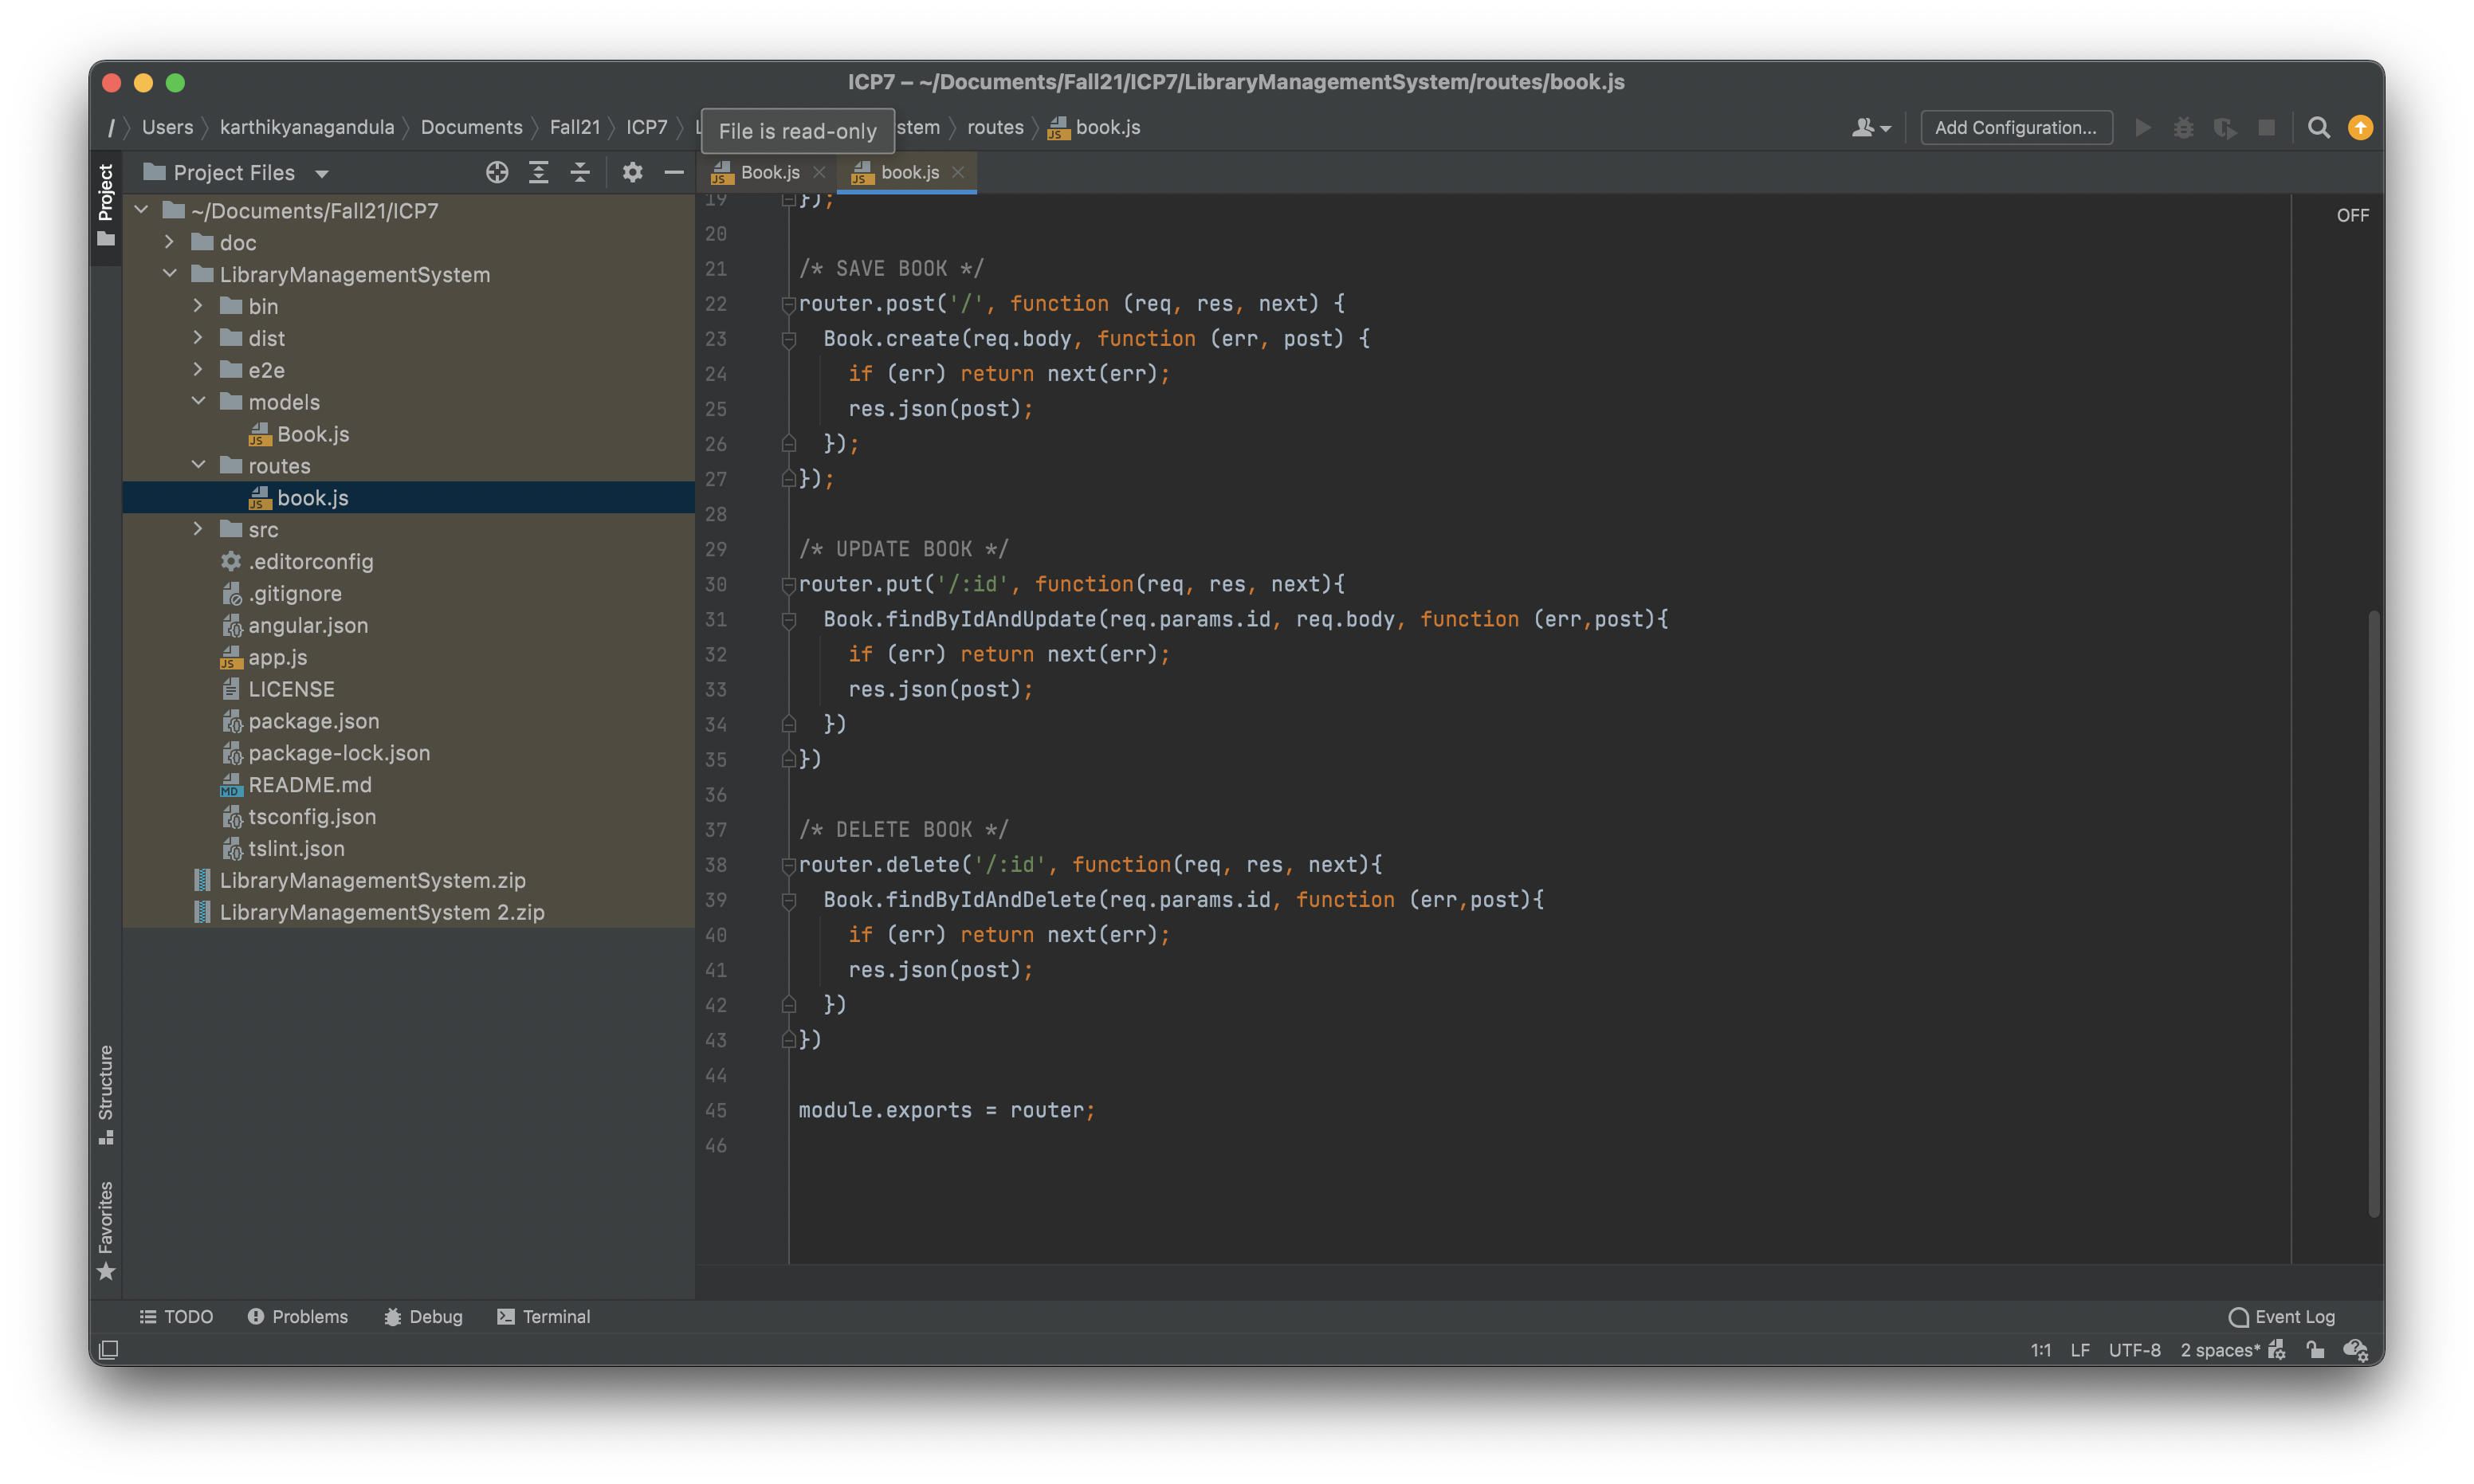 ICP7 – ~/Documents/Fall21/ICP7/LibraryManagementSystem/routes/book.js
/ Users karthikyanagandula Documents Fall21 ICP7 stem routes book.js
File is read-only
Add Configuration...
Project
Project Files
Book.js
book.js
~/Documents/Fall21/ICP7
doc
LibraryManagementSystem
bin
dist
e2e
models
Book.js
routes
book.js
src
.editorconfig
.gitignore
angular.json
app.js
LICENSE
package.json
package-lock.json
README.md
tsconfig.json
tslint.json
LibraryManagementSystem.zip
LibraryManagementSystem 2.zip
Structure
Favorites
OFF
19 });
20
21 /* SAVE BOOK */
22 router.post('/', function (req, res, next) {
23   Book.create(req.body, function (err, post) {
24     if (err) return next(err);
25     res.json(post);
26   });
27 });
28
29 /* UPDATE BOOK */
30 router.put('/:id', function(req, res, next){
31   Book.findByIdAndUpdate(req.params.id, req.body, function (err,post){
32     if (err) return next(err);
33     res.json(post);
34   })
35 })
36
37 /* DELETE BOOK */
38 router.delete('/:id', function(req, res, next){
39   Book.findByIdAndDelete(req.params.id, function (err,post){
40     if (err) return next(err);
41     res.json(post);
42   })
43 })
44
45 module.exports = router;
46
TODO Problems Debug Terminal Event Log
1:1 LF UTF-8 2 spaces*